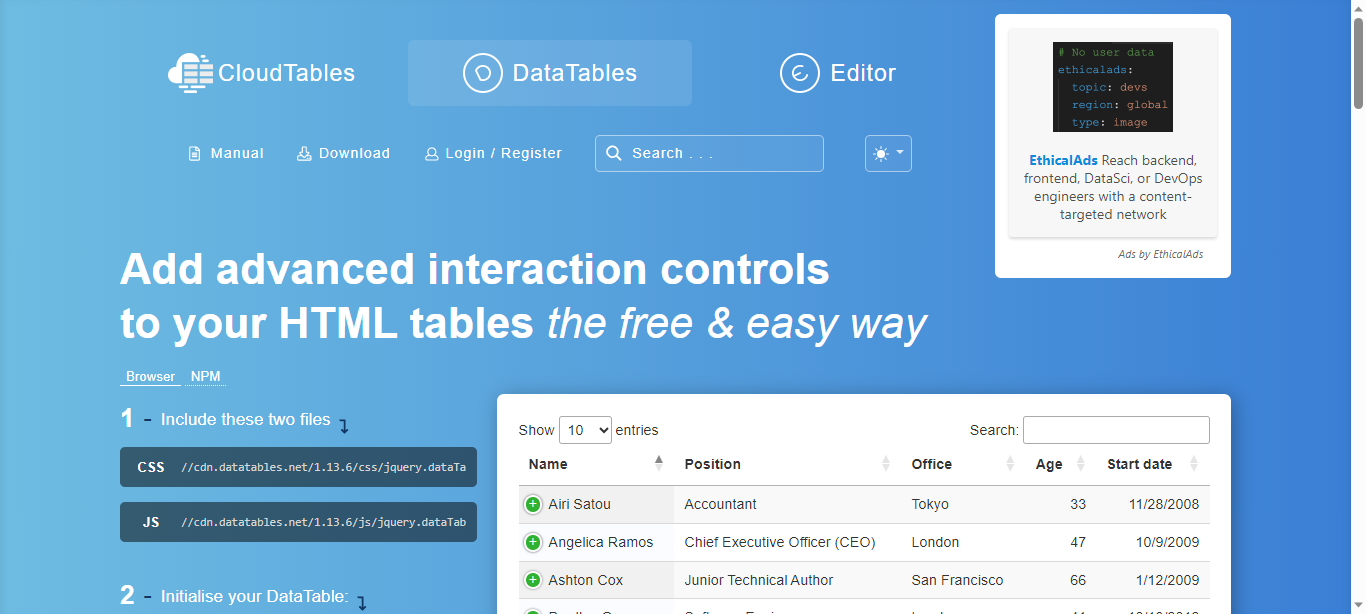 CloudTables
DataTables
Editor
Manual
Download
Login / Register
Search . . .
# No user data
ethicalads:
topic: devs
region: global
type: image
EthicalAds Reach backend,
frontend, DataSci, or DevOps
engineers with a content-
targeted network
Ads by EthicalAds
Add advanced interaction controls
to your HTML tables the free & easy way
Browser NPM
1 - Include these two files
CSS //cdn.datatables.net/1.13.6/css/jquery.dataTa
JS //cdn.datatables.net/1.13.6/js/jquery.dataTab
2 - Initialise your DataTable:
Show 10 entries
Search:
Name Position Office Age Start date
Airi Satou Accountant Tokyo 33 11/28/2008
Angelica Ramos Chief Executive Officer (CEO) London 47 10/9/2009
Ashton Cox Junior Technical Author San Francisco 66 1/12/2009